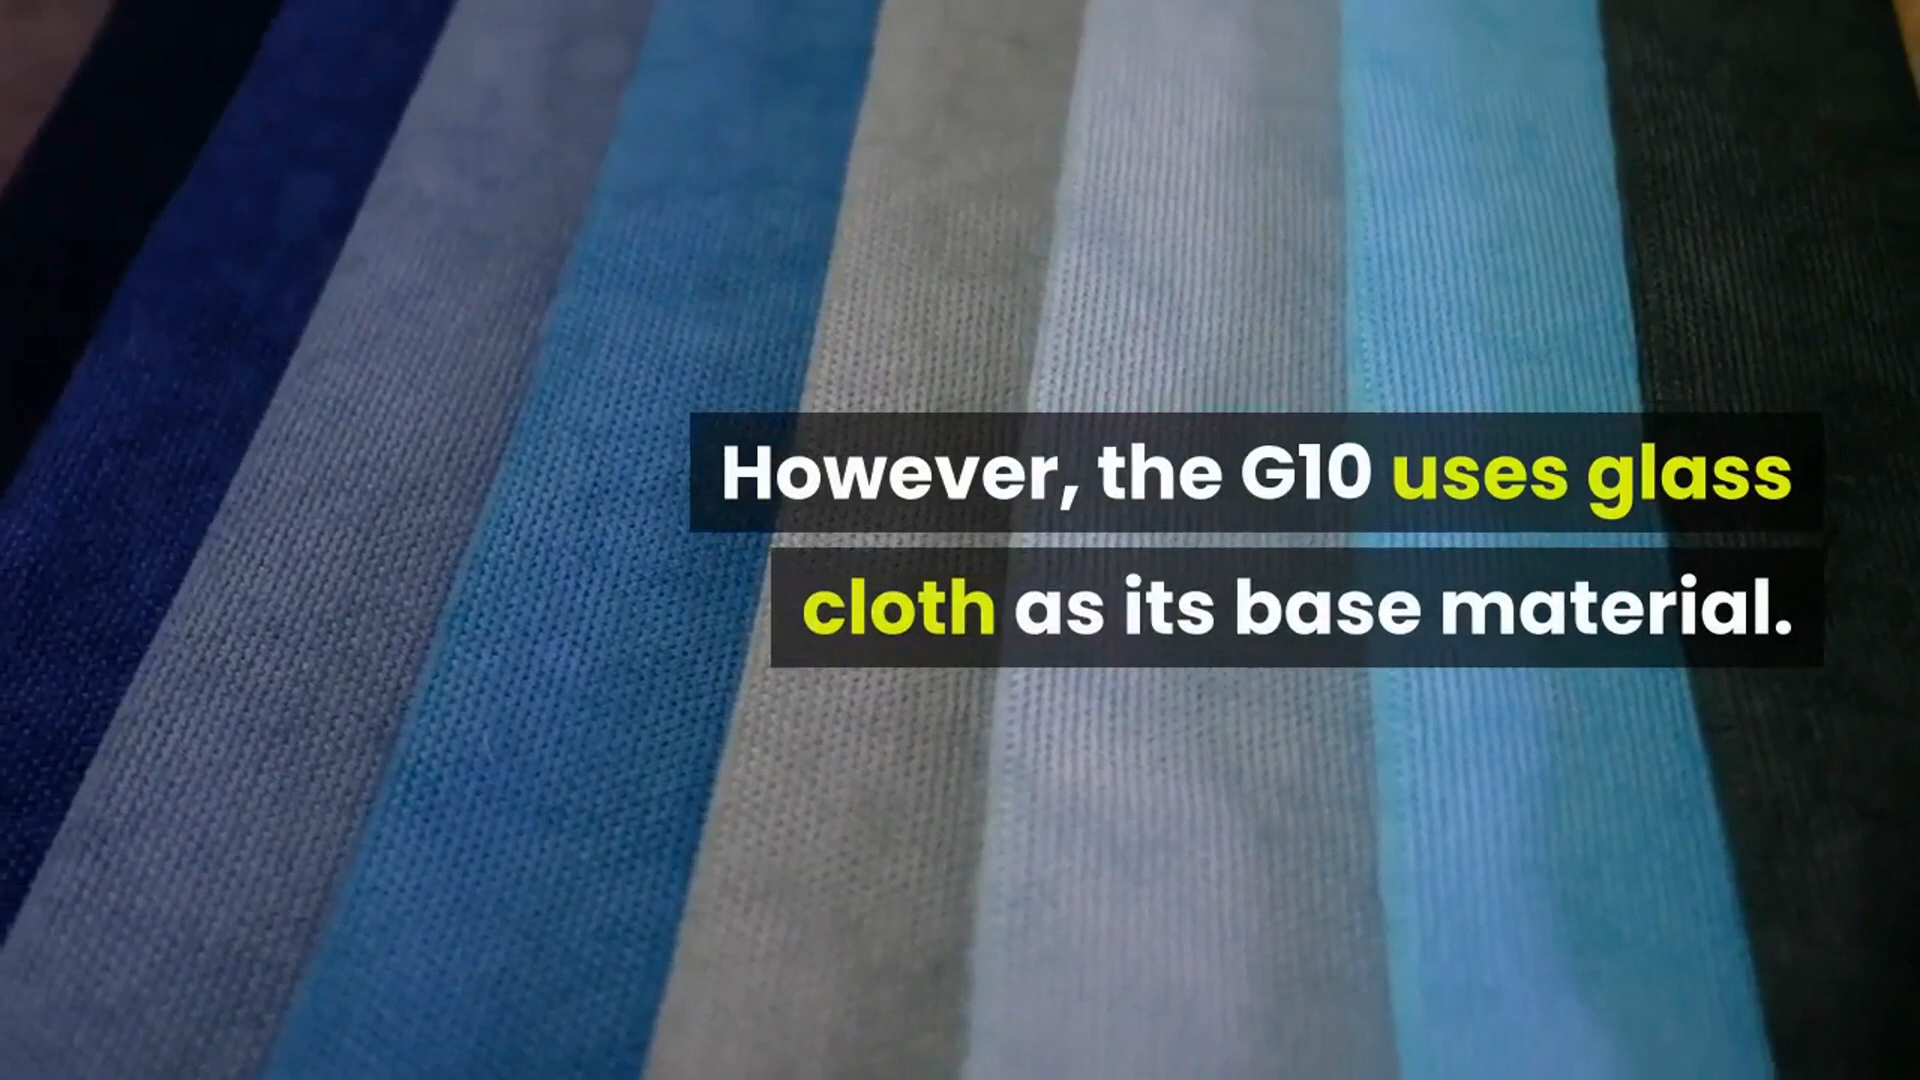 However, the G10 uses glass
cloth as its base material.